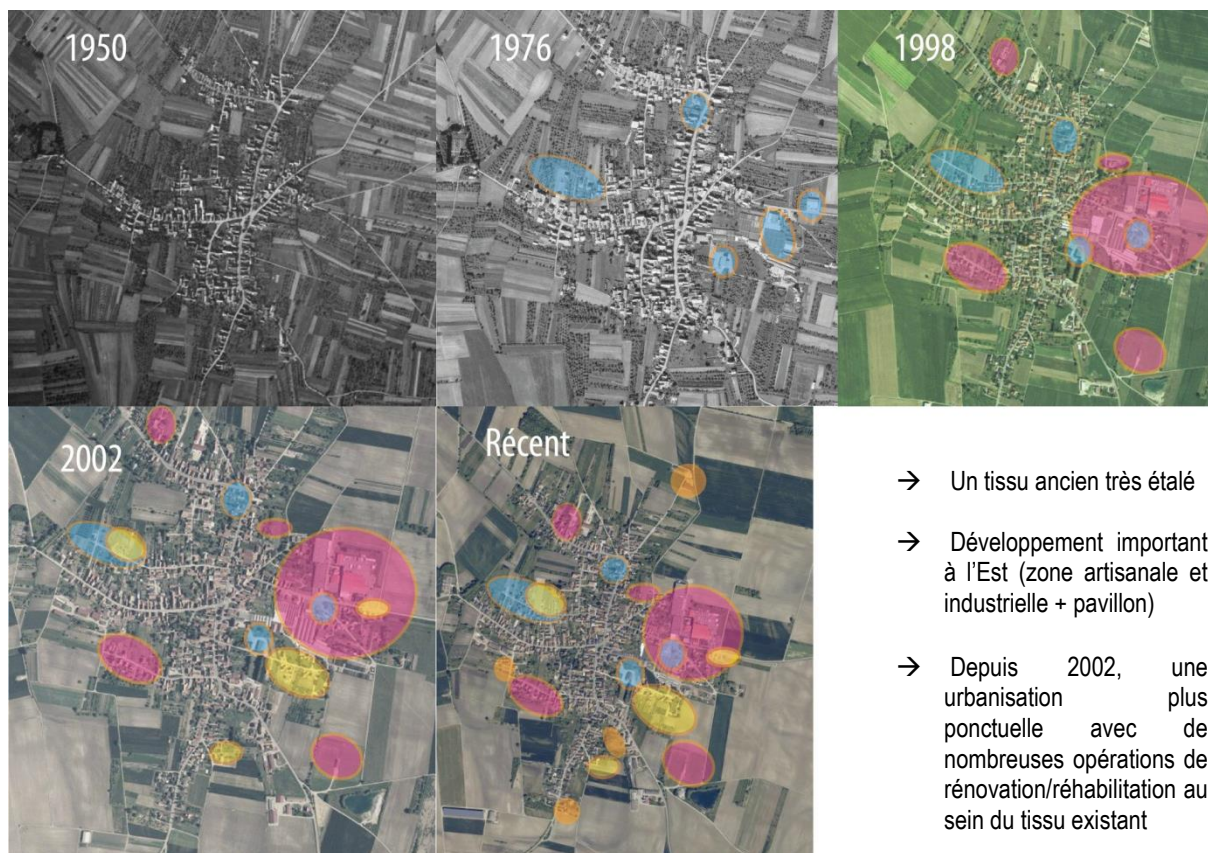 1950
1976
1998
2002
Récent
→ Un tissu ancien très étalé
→ Développement important
à l’Est (zone artisanale et
industrielle + pavillon)
→ Depuis 2002, une
urbanisation plus
ponctuelle avec de
nombreuses opérations de
rénovation/réhabilitation au
sein du tissu existant